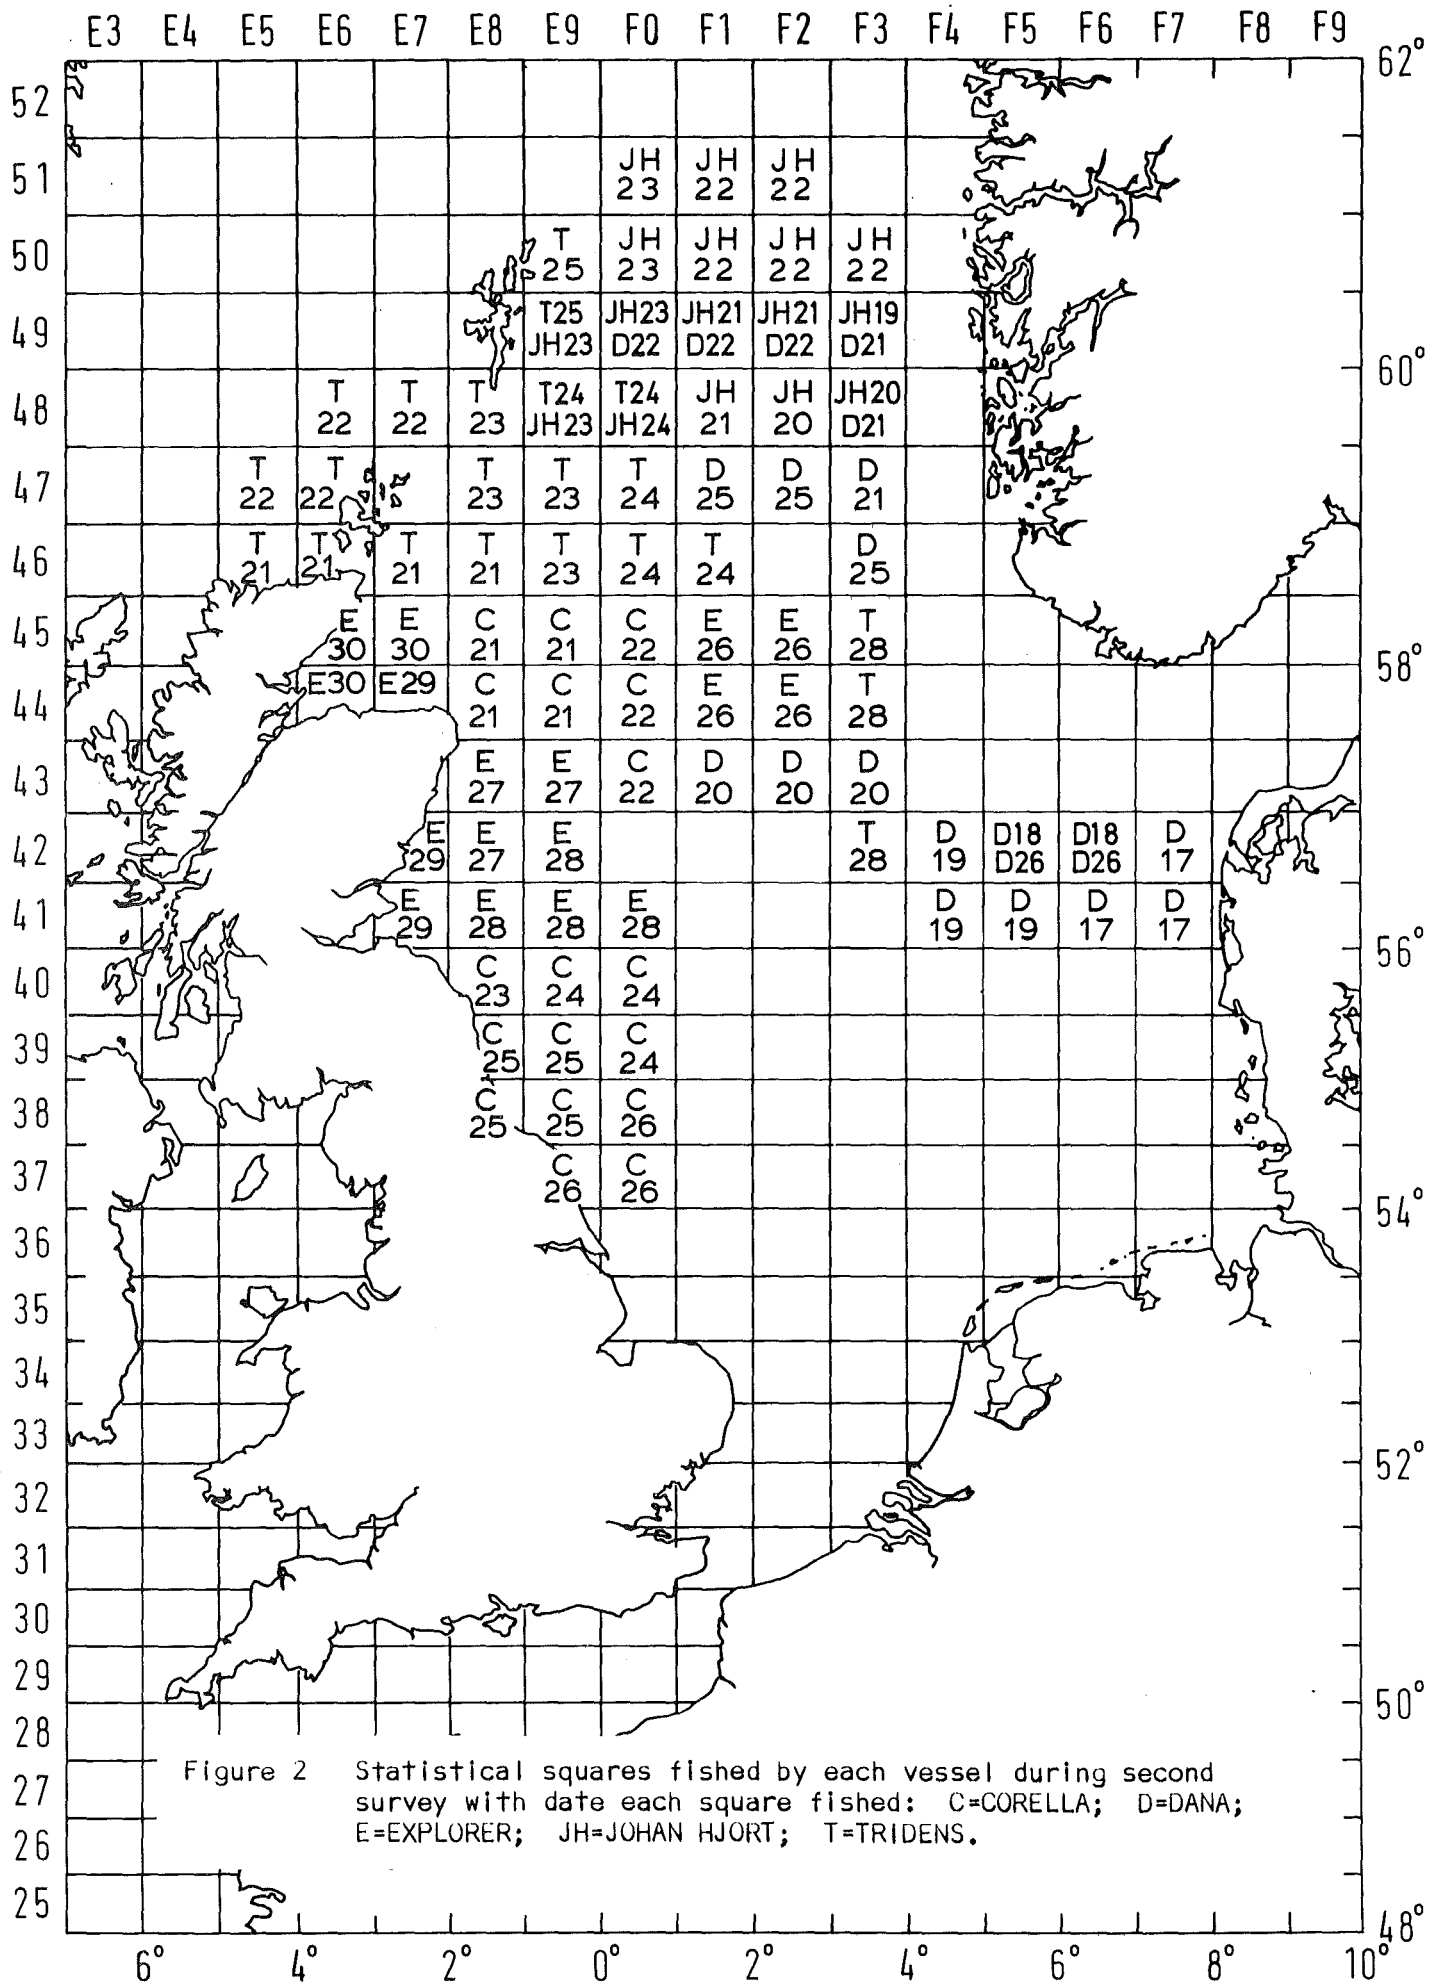 E3 E4 E5 E6 E7 E8 E9 F0 F1 F2 F3 F4 F5 F6 F7 F8 F9
62°
52
JH JH JH
51
23 22 22
T JH JH JH JH
50
25 23 22 22 22
T25 JH23 JH21 JH21 JH19
49
JH23 D22 D22 D22 D21
60°
T T T T24 T24 JH JH JH20
48
22 22 23 JH23 JH24 21 20 D21
T T T T T D D D
47
22 22 23 23 24 25 25 21
T T T T T T T D
46
21 21 21 21 23 24 24 25
E E C C C E E T
45
30 30 21 21 22 26 26 28
58°
E30 E29 C C C E E T
44
21 21 22 26 26 28
E E C D D D
43
27 27 22 20 20 20
E E E T D D18 D18 D
42
29 27 28 28 19 D26 D26 17
E E E E D D D D
41
29 28 28 28 19 19 17 17
56°
C C C
40
23 24 24
C C C
39
25 25 24
C C C
38
25 25 26
C C
37
26 26
54°
36
35
34
33
52°
32
31
30
29
50°
28
Figure 2 Statistical squares fished by each vessel during second
27
survey with date each square fished: C=CORELLA; D=DANA;
26
E=EXPLORER; JH=JOHAN HJORT; T=TRIDENS.
25
48°
6° 4° 2° 0° 2° 4° 6° 8° 10°